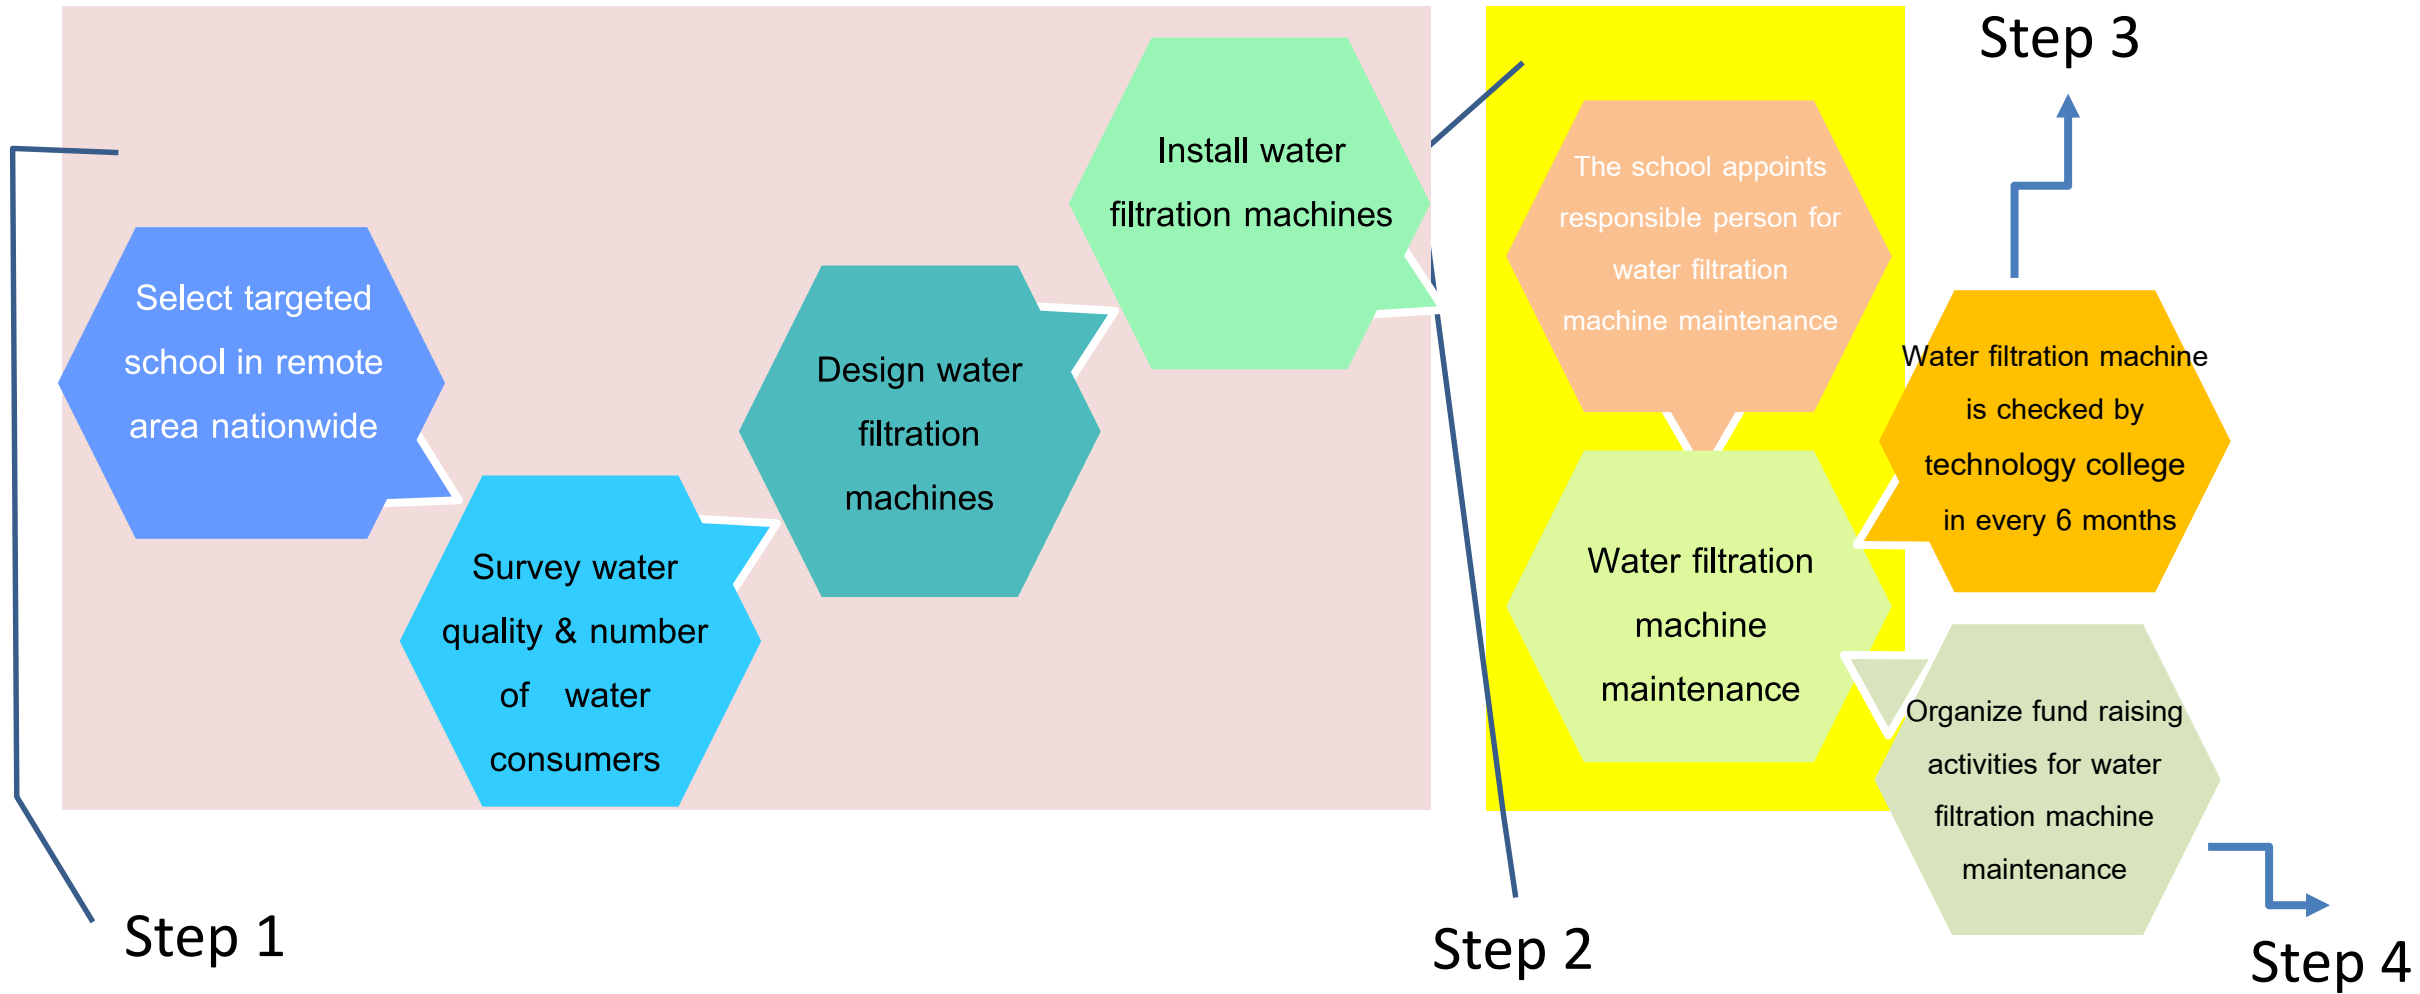 Select targeted
school in remote
area nationwide
Survey water
quality & number
of water
consumers
Design water
filtration
machines
Install water
filtration machines
Step 1
The school appoints
responsible person for
water filtration
machine maintenance
Water filtration
machine
maintenance
Step 2
Step 3
Water filtration machine
is checked by
technology college
in every 6 months
Organize fund raising
activities for water
filtration machine
maintenance
Step 4